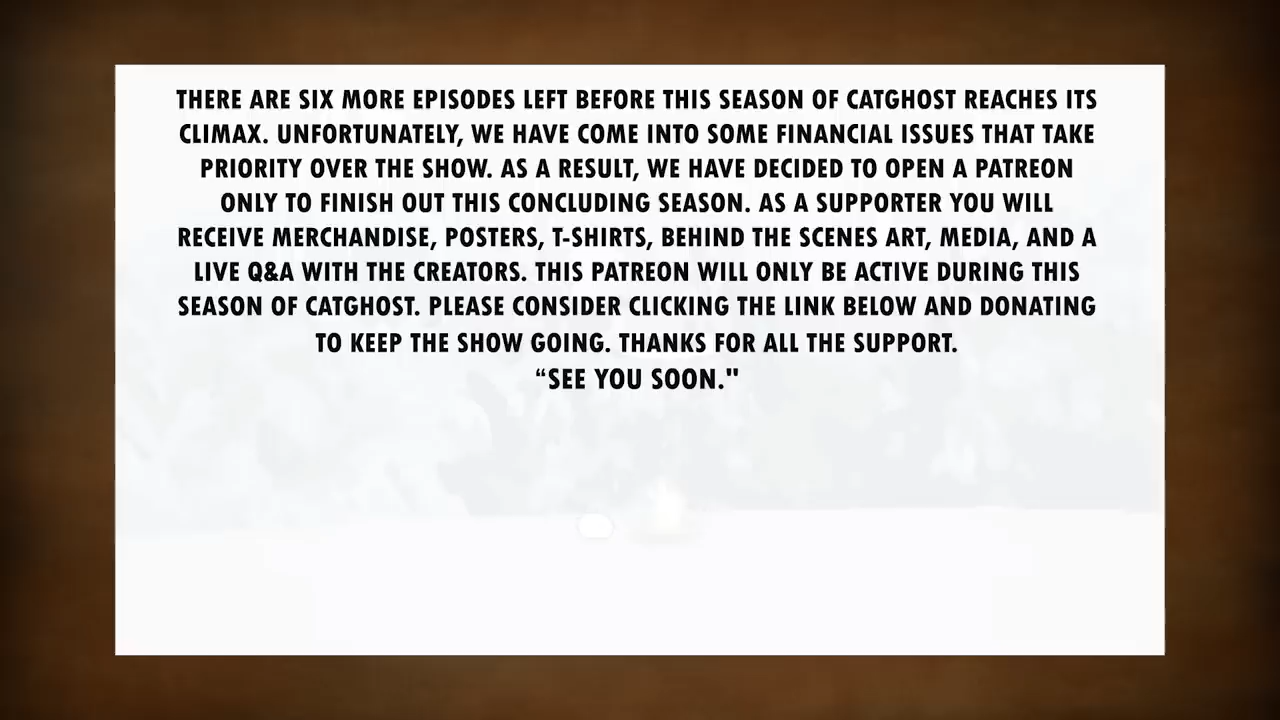 THERE ARE SIX MORE EPISODES LEFT BEFORE THIS SEASON OF CATGHOST REACHES ITS
CLIMAX. UNFORTUNATELY, WE HAVE COME INTO SOME FINANCIAL ISSUES THAT TAKE
PRIORITY OVER THE SHOW. AS A RESULT, WE HAVE DECIDED TO OPEN A PATREON
ONLY TO FINISH OUT THIS CONCLUDING SEASON. AS A SUPPORTER YOU WILL
RECEIVE MERCHANDISE, POSTERS, T-SHIRTS, BEHIND THE SCENES ART, MEDIA, AND A
LIVE Q&A WITH THE CREATORS. THIS PATREON WILL ONLY BE ACTIVE DURING THIS
SEASON OF CATGHOST. PLEASE CONSIDER CLICKING THE LINK BELOW AND DONATING
TO KEEP THE SHOW GOING. THANKS FOR ALL THE SUPPORT.
“SEE YOU SOON."